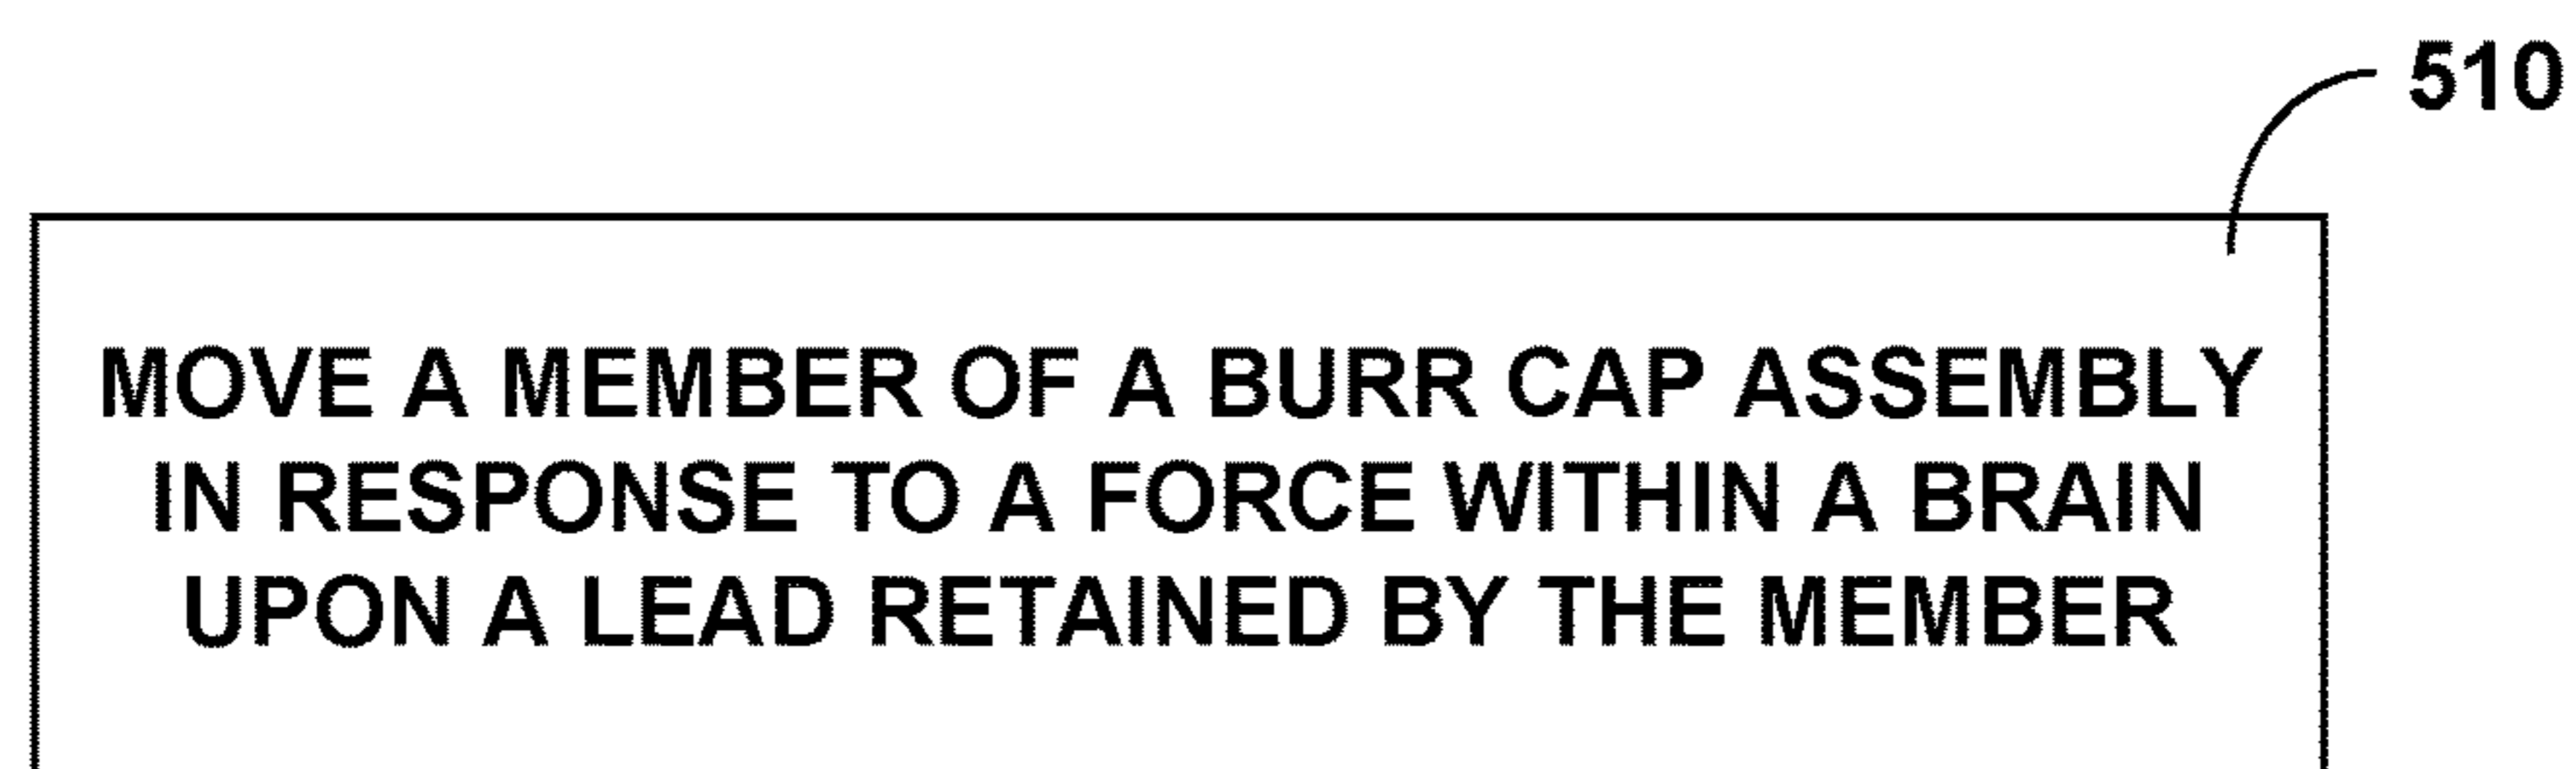 510
MOVE A MEMBER OF A BURR CAP ASSEMBLY
IN RESPONSE TO A FORCE WITHIN A BRAIN
UPON A LEAD RETAINED BY THE MEMBER